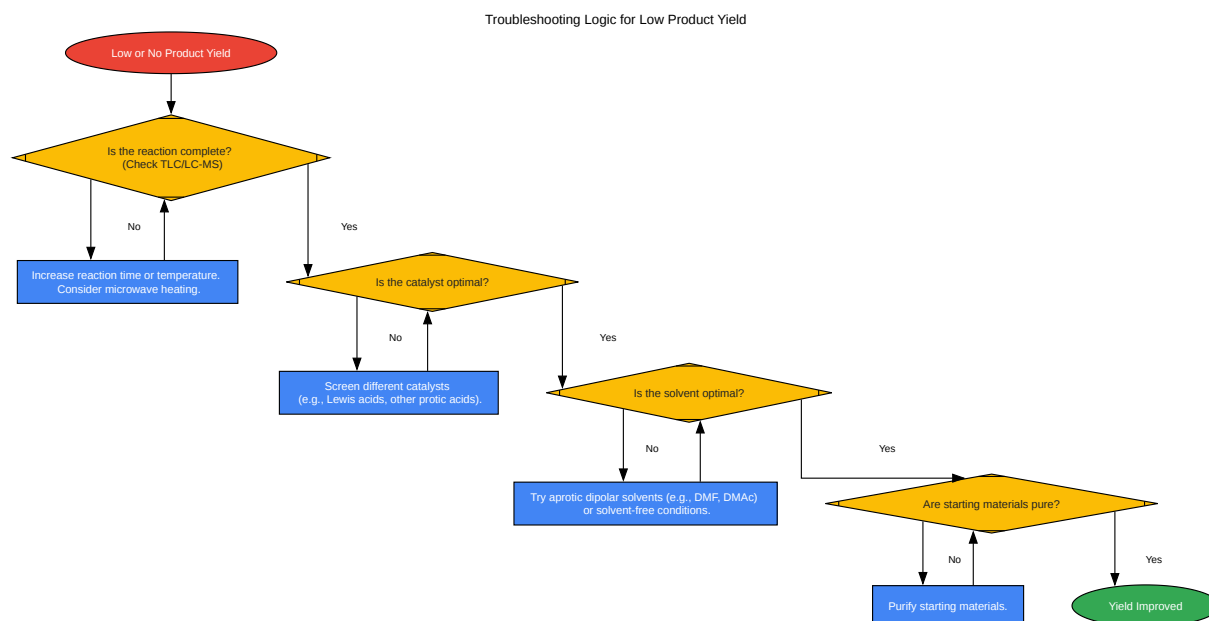 Troubleshooting Logic for Low Product Yield
Low or No Product Yield
Is the reaction complete?
(Check TLC/LC-MS)
No
Yes
Increase reaction time or temperature.
Consider microwave heating.
Is the catalyst optimal?
No
Yes
Screen different catalysts
(e.g., Lewis acids, other protic acids).
Is the solvent optimal?
No
Yes
Try aprotic dipolar solvents (e.g., DMF, DMAc)
or solvent-free conditions.
Are starting materials pure?
No
Yes
Purify starting materials.
Yield Improved